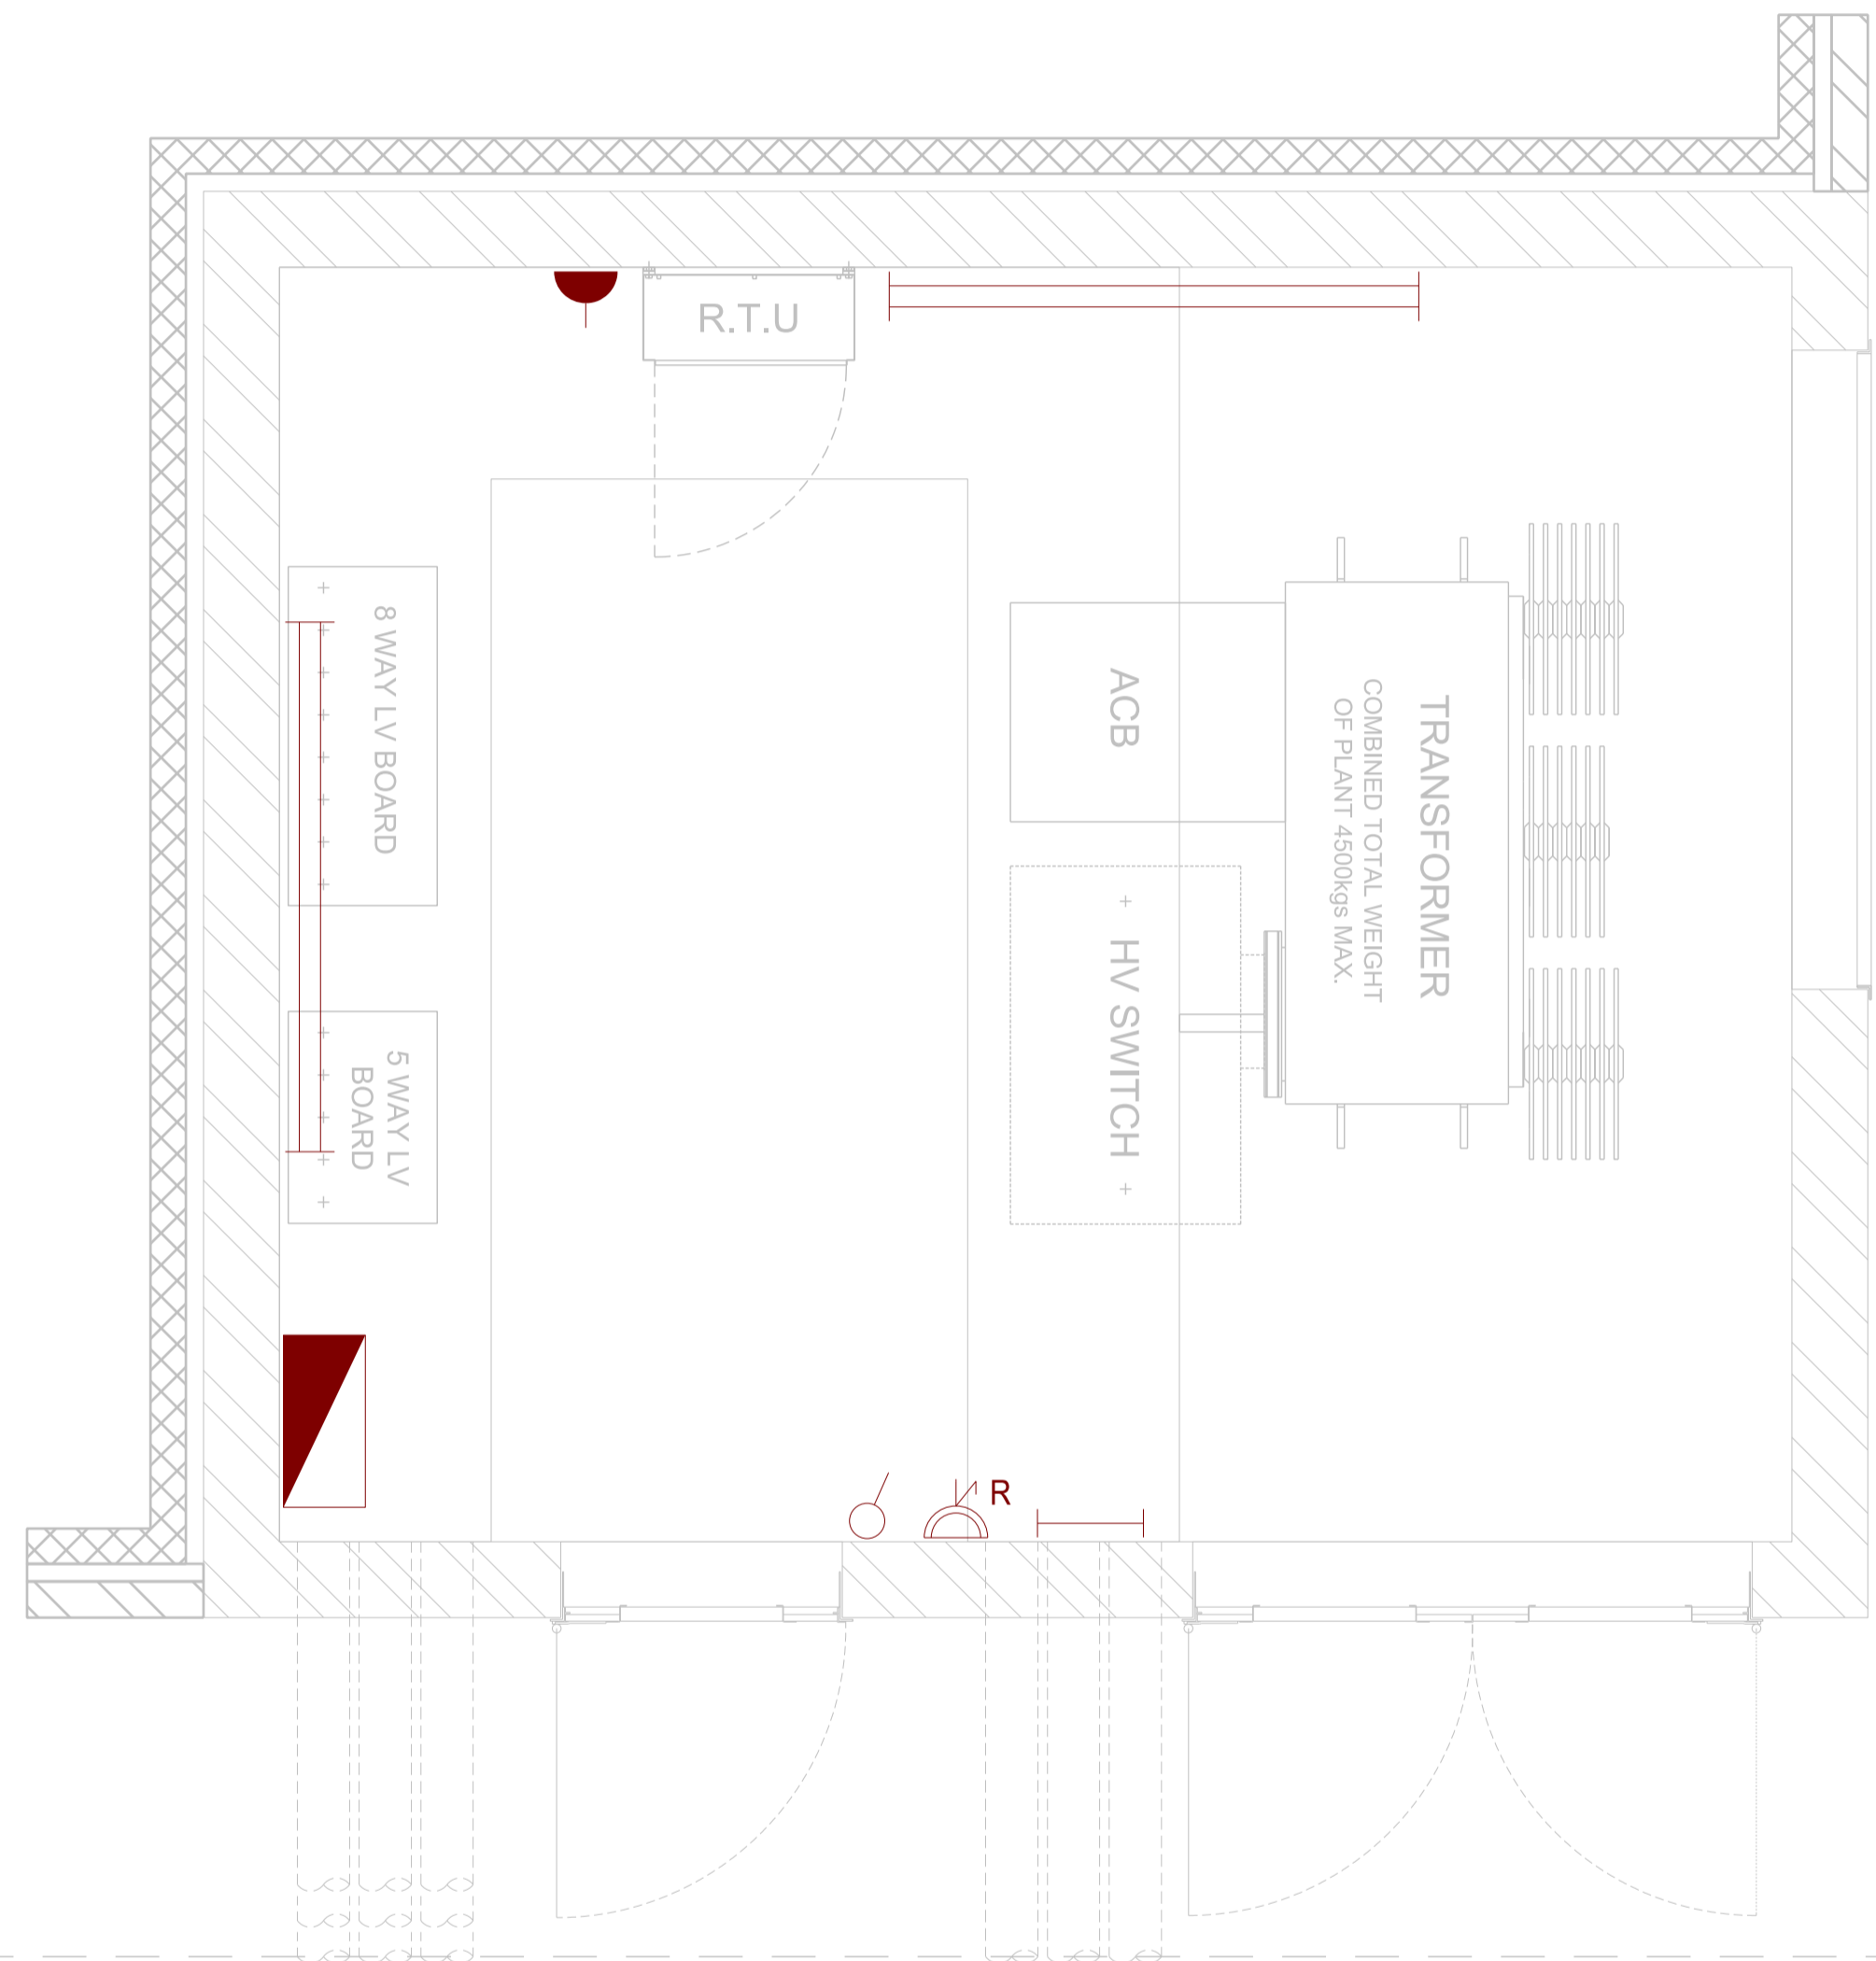 R.T.U
8 WAY LV BOARD
5 WAY LV
BOARD
ACB
HV SWITCH
TRANSFORMER
COMBINED TOTAL WEIGHT
OF PLANT 4500kgs MAX.
R